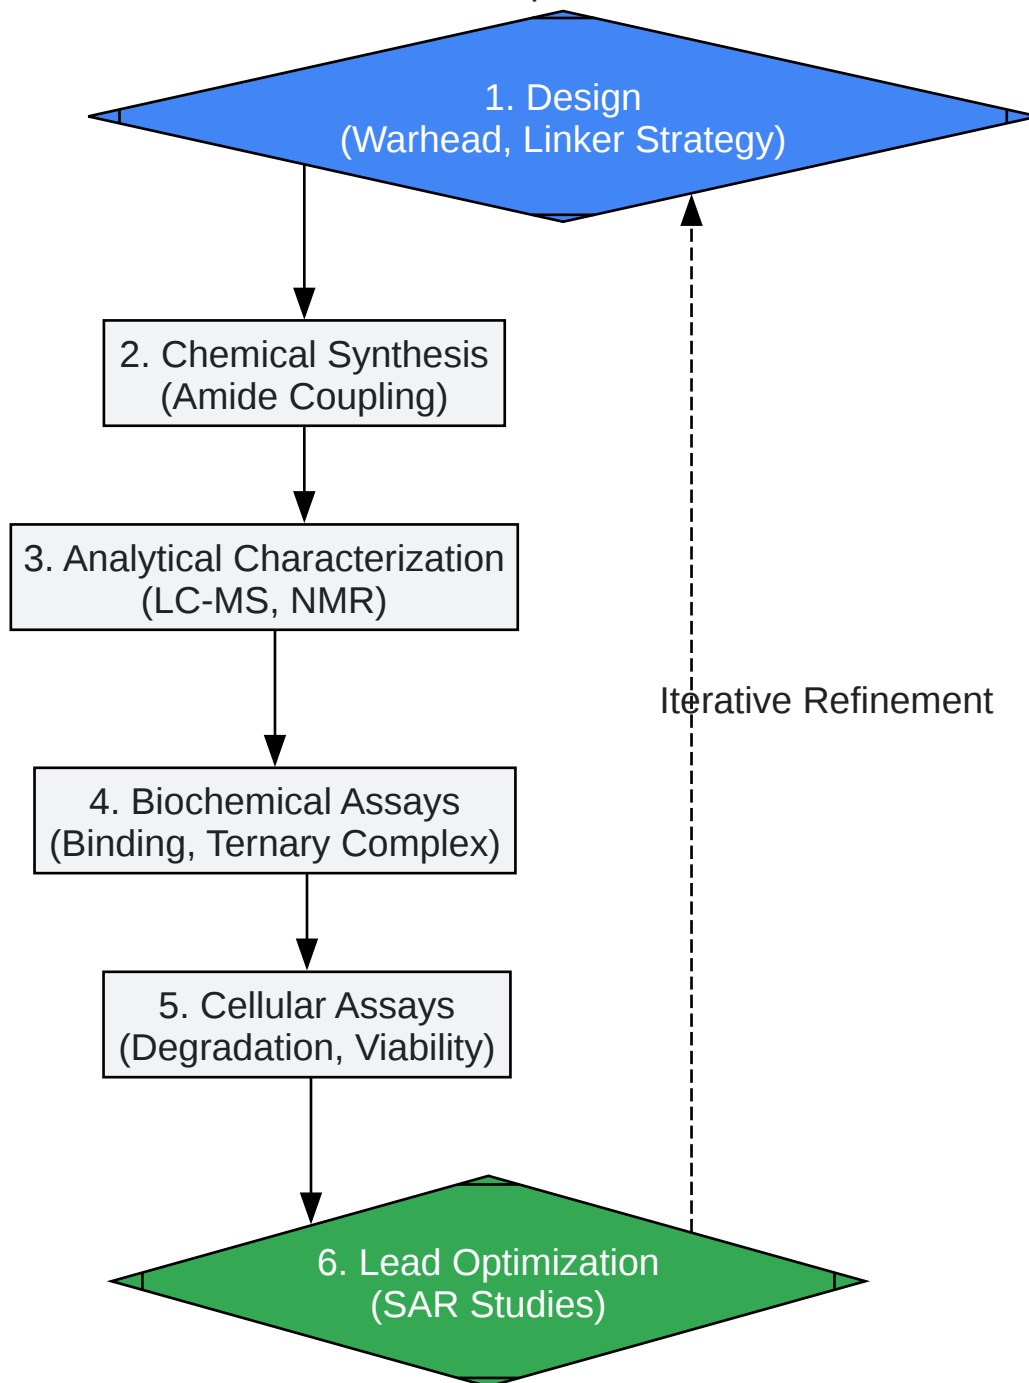 1. Design
(Warhead, Linker Strategy)
2. Chemical Synthesis
(Amide Coupling)
3. Analytical Characterization
(LC-MS, NMR)
Iterative Refinement
4. Biochemical Assays
(Binding, Ternary Complex)
5. Cellular Assays
(Degradation, Viability)
6. Lead Optimization
(SAR Studies)